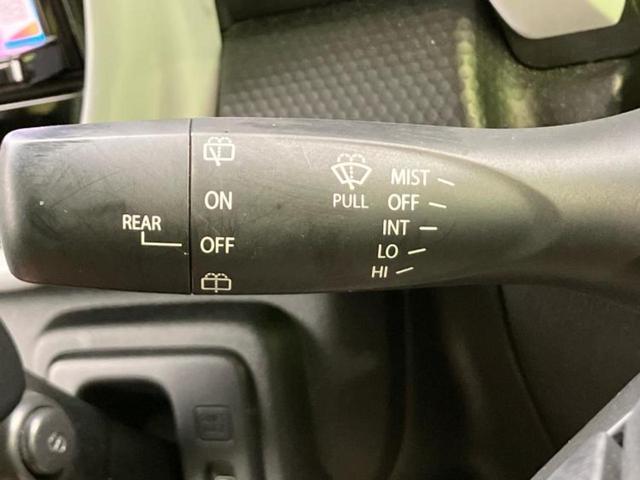 REAR
ON
OFF
PULL
MIST
OFF
INT
LO
HI